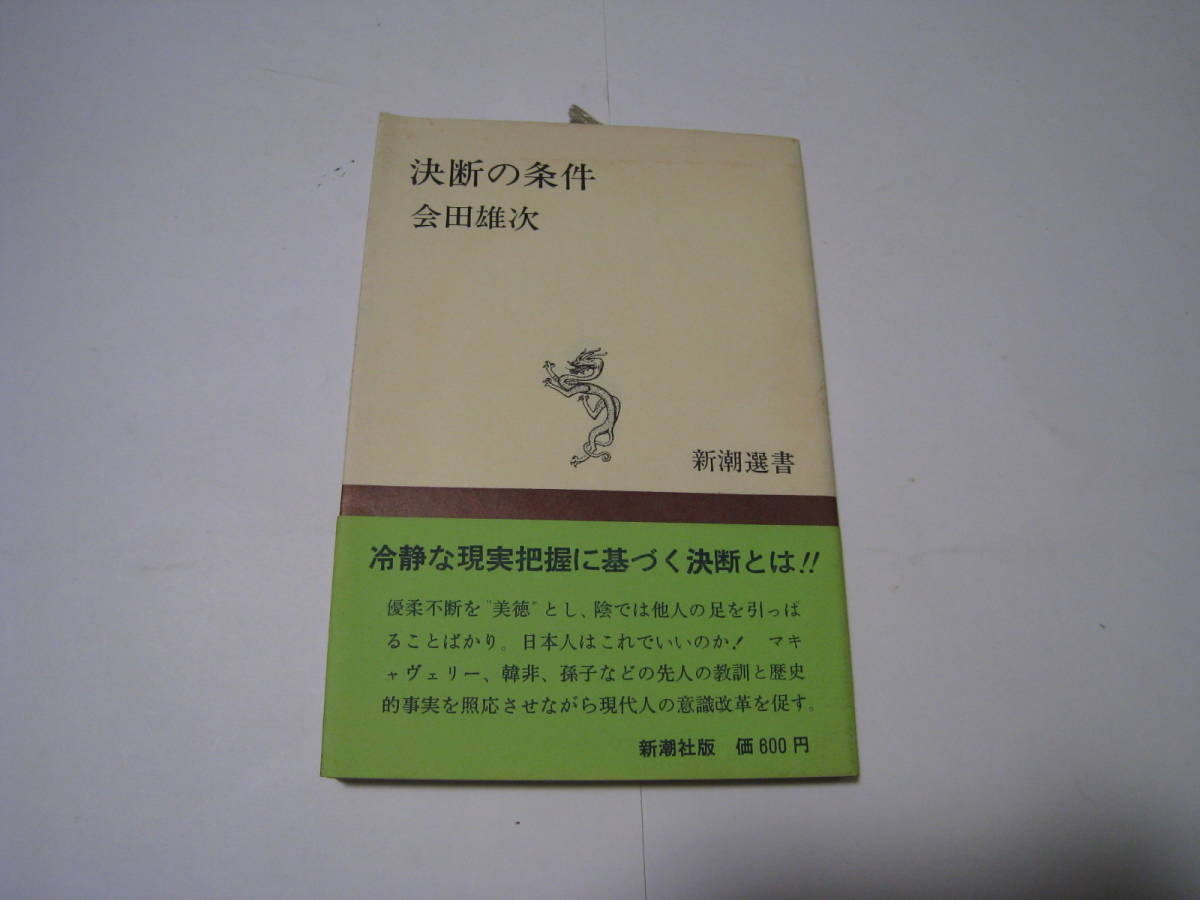 決断の条件
会田雄次
新潮選書
冷静な現実把握に基づく決断とは!!
優柔不断を"美徳"とし、陰では他人の足を引っぱ
ることばかり。日本人はこれでいいのか! マキ
ャヴェリー、韓非、孫子などの先人の教訓と歴史
的事実を照応させながら現代人の意識改革を促す。
新潮社版 価600円